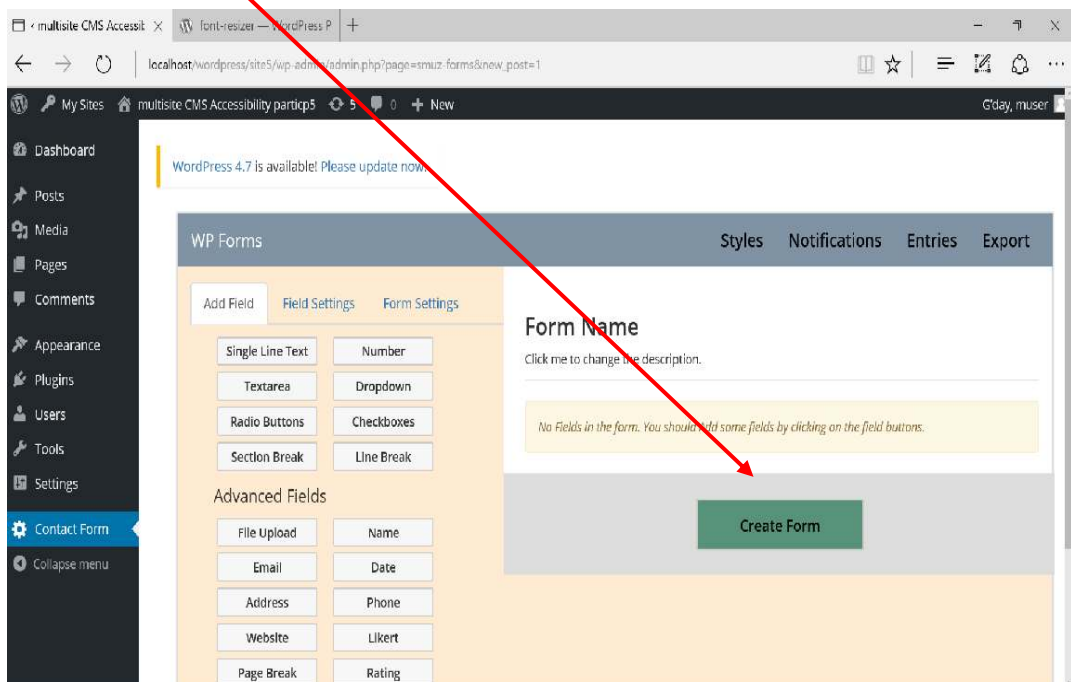 ‹ multisite CMS Accessib
font-resizer — WordPress P
localhost/wordpress/site5/wp-admin/admin.php?page=smuz-forms&new_post=1
My Sites multisite CMS Accessibility particp5 5 0 + New G'day, muser
Dashboard
Posts
Media
Pages
Comments
Appearance
Plugins
Users
Tools
Settings
Contact Form
Collapse menu
WordPress 4.7 is available! Please update now.
WP Forms Styles Notifications Entries Export
Add Field Field Settings Form Settings
Single Line Text Number
Textarea Dropdown
Radio Buttons Checkboxes
Section Break Line Break
Advanced Fields
File Upload Name
Email Date
Address Phone
Website Likert
Page Break Rating
Form Name
Click me to change the description.
No Fields in the form. You should Add some fields by clicking on the field buttons.
Create Form